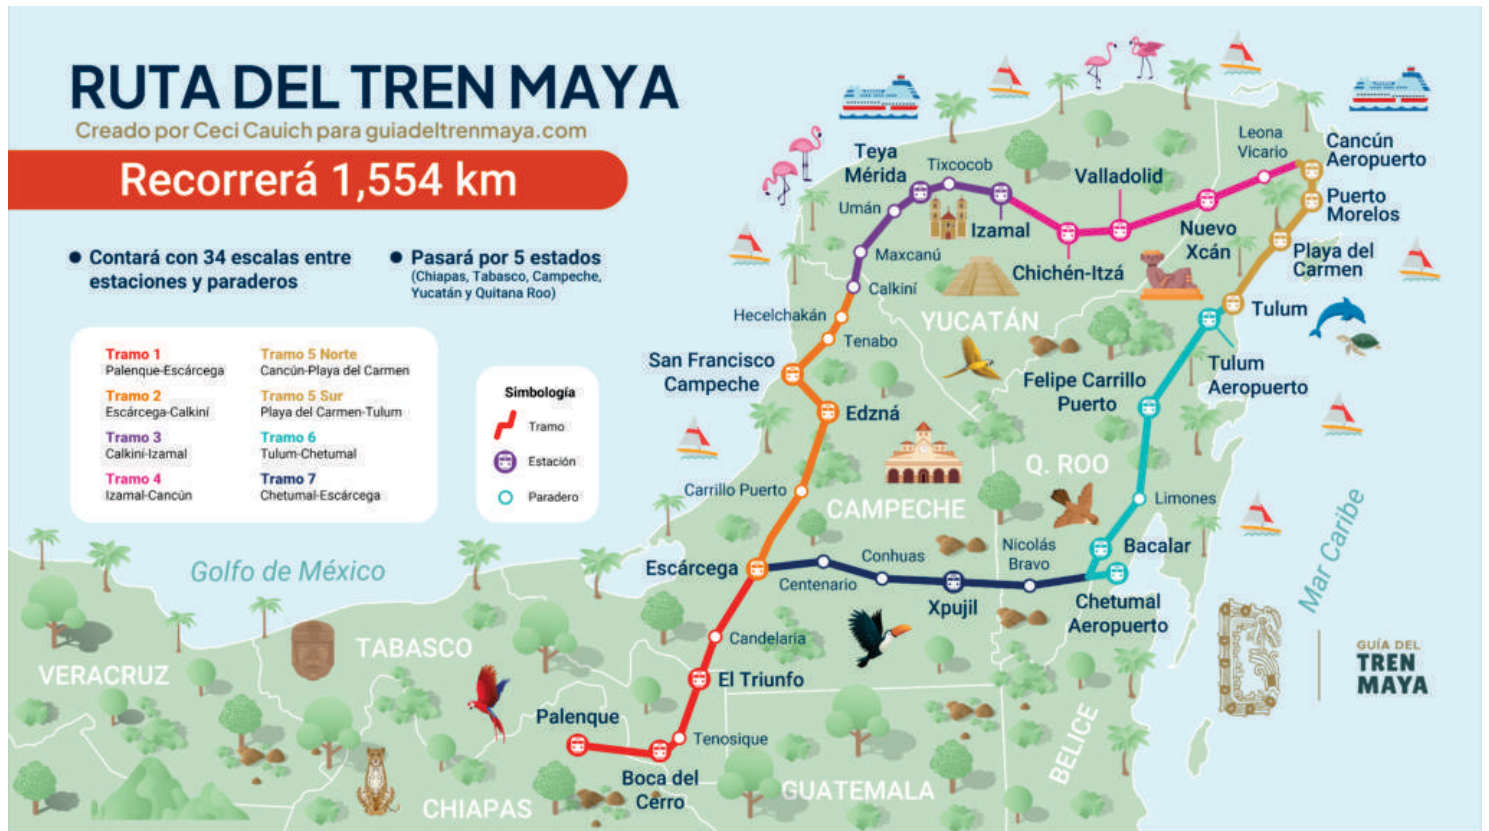 RUTA DEL TREN MAYA
Creado por Ceci Cauich para guiadeltrenmaya.com
Recorrerá 1,554 km
Contará con 34 escalas entre
estaciones y paraderos
Pasará por 5 estados
(Chiapas, Tabasco, Campeche,
Yucatán y Quitana Roo)
Tramo 1
Palenque-Escárcega
Tramo 2
Escárcega-Calkiní
Tramo 3
Calkiní-Izamal
Tramo 4
Izamal-Cancún
Tramo 5 Norte
Cancún-Playa del Carmen
Tramo 5 Sur
Playa del Carmen-Tulum
Tramo 6
Tulum-Chetumal
Tramo 7
Chetumal-Escárcega
Simbología
Tramo
Estación
Paradero
Teya
Mérida
Tixcocob
Umán
Izamal
Maxcanú
Calkiní
Hecelchakán
Tenabo
San Francisco
Campeche
Edzná
Carrillo Puerto
Escárcega
Candelaria
El Triunfo
Tenosique
Palenque
Boca del
Cerro
Chichén-Itzá
Valladolid
Nuevo
Xcán
Leona
Vicario
Cancún
Aeropuerto
Puerto
Morelos
Playa del
Carmen
Tulum
Tulum
Aeropuerto
Felipe Carrillo
Puerto
Limones
Bacalar
Chetumal
Aeropuerto
Nicolás
Bravo
Xpujil
Conhuas
Centenario
YUCATÁN
Q. ROO
CAMPECHE
TABASCO
VERACRUZ
CHIAPAS
GUATEMALA
BELICE
Golfo de México
Mar Caribe
GUÍA DEL
TREN
MAYA